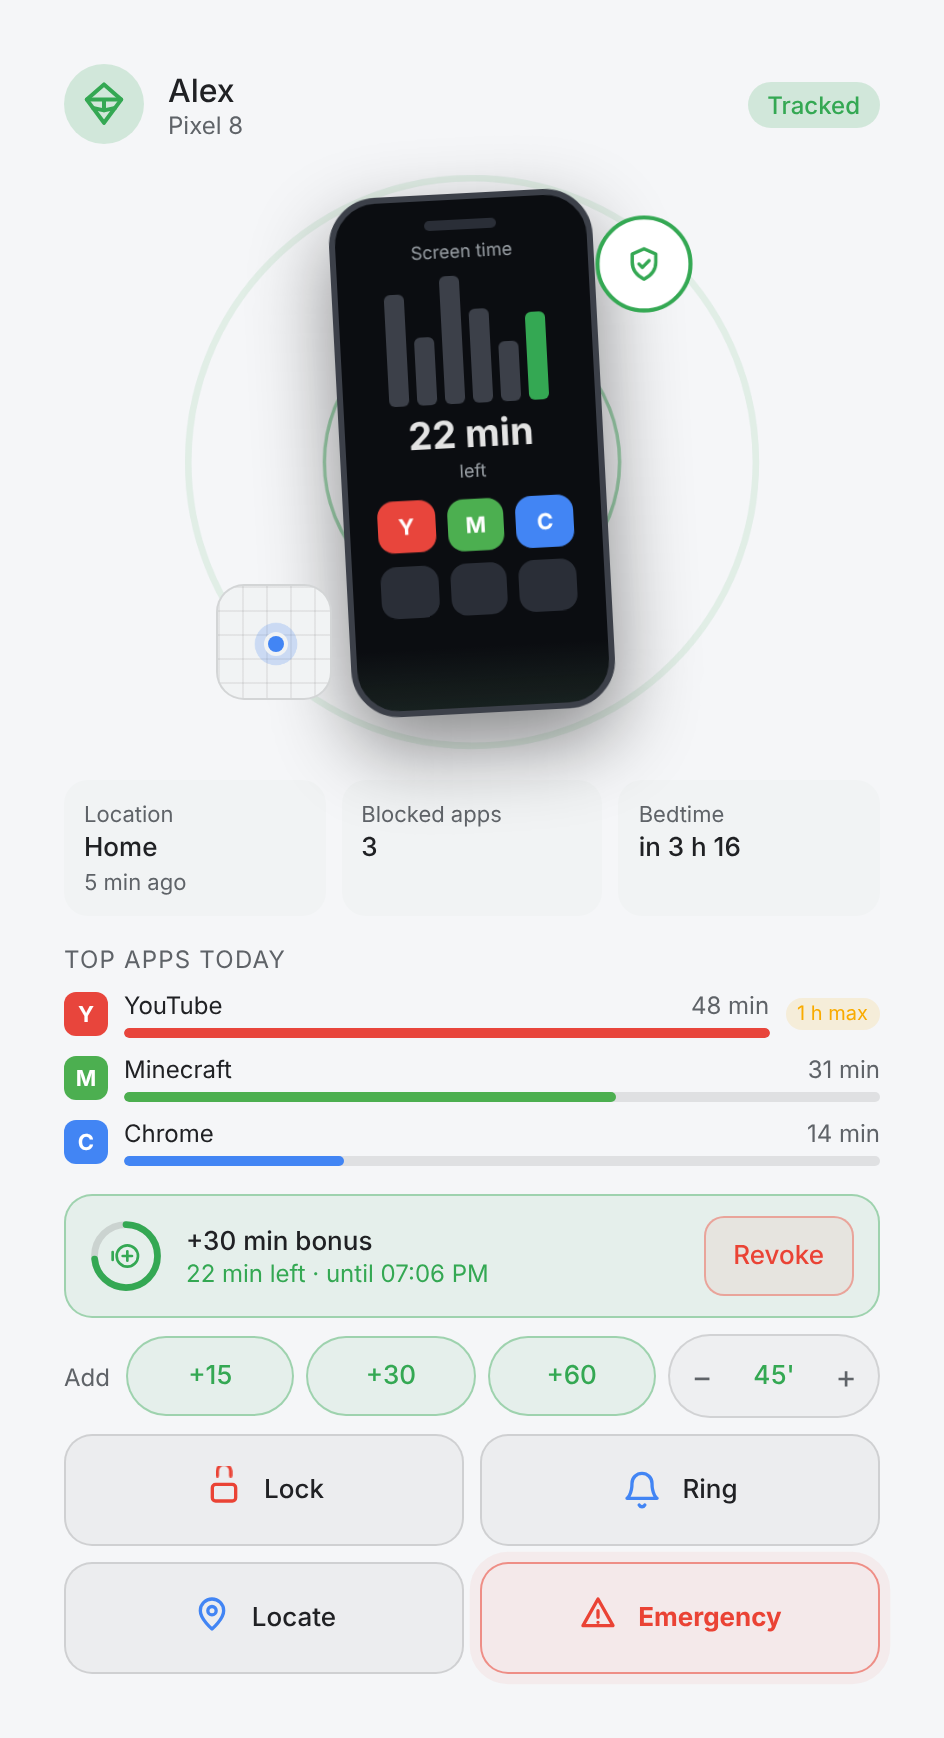 Alex
Pixel 8
Tracked
Screen time
22 min
left
Y M C
Location
Home
5 min ago
Blocked apps
3
Bedtime
in 3 h 16
TOP APPS TODAY
Y YouTube 48 min 1 h max
M Minecraft 31 min
C Chrome 14 min
+30 min bonus
22 min left · until 07:06 PM
Revoke
Add +15 +30 +60 − 45' +
Lock
Ring
Locate
Emergency